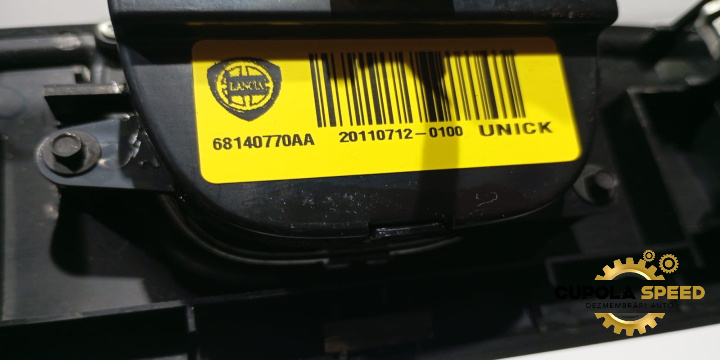 LANCIA
68140770AA 20110712-0100 UNICK
CUPOLA SPEED
DEZMEMBRARI AUTO